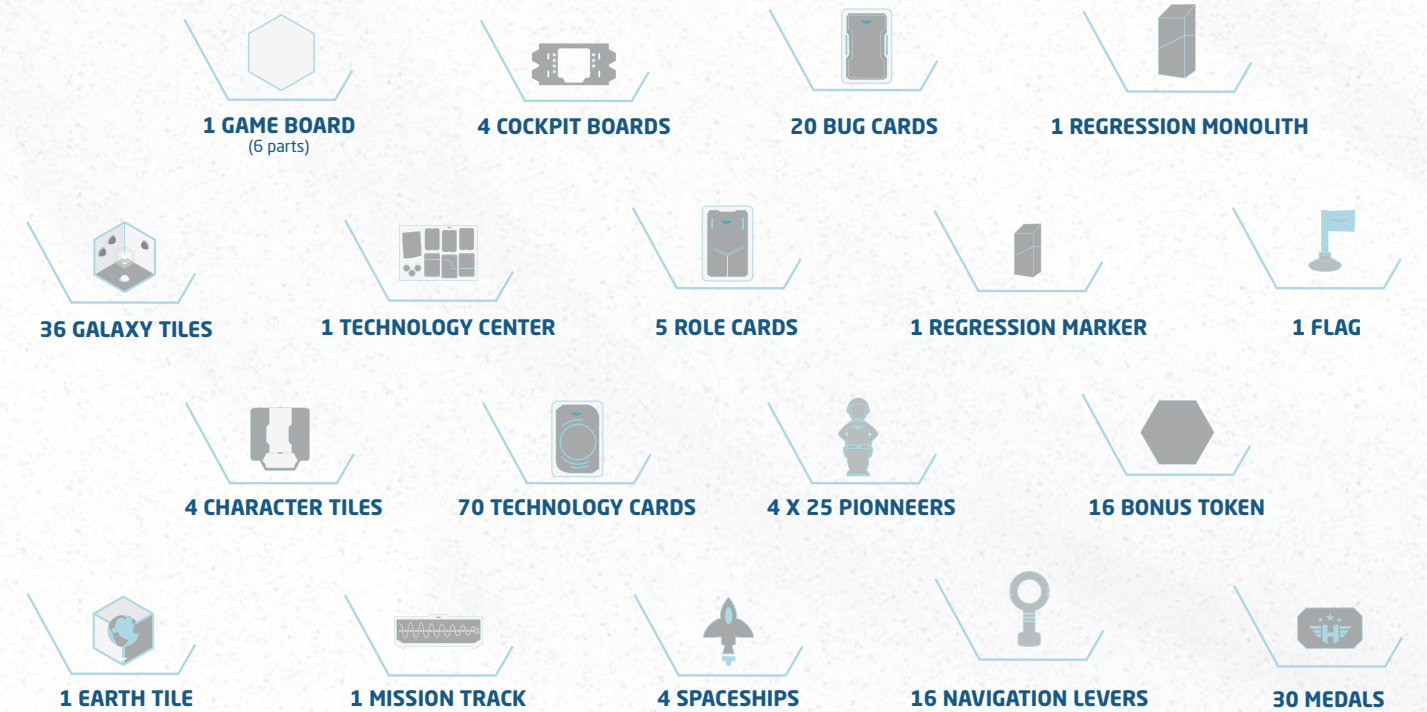 1 GAME BOARD
(6 parts)
4 COCKPIT BOARDS
20 BUG CARDS
1 REGRESSION MONOLITH
36 GALAXY TILES
1 TECHNOLOGY CENTER
5 ROLE CARDS
1 REGRESSION MARKER
1 FLAG
4 CHARACTER TILES
70 TECHNOLOGY CARDS
4 X 25 PIONNEERS
16 BONUS TOKEN
1 EARTH TILE
1 MISSION TRACK
4 SPACESHIPS
16 NAVIGATION LEVERS
H
30 MEDALS